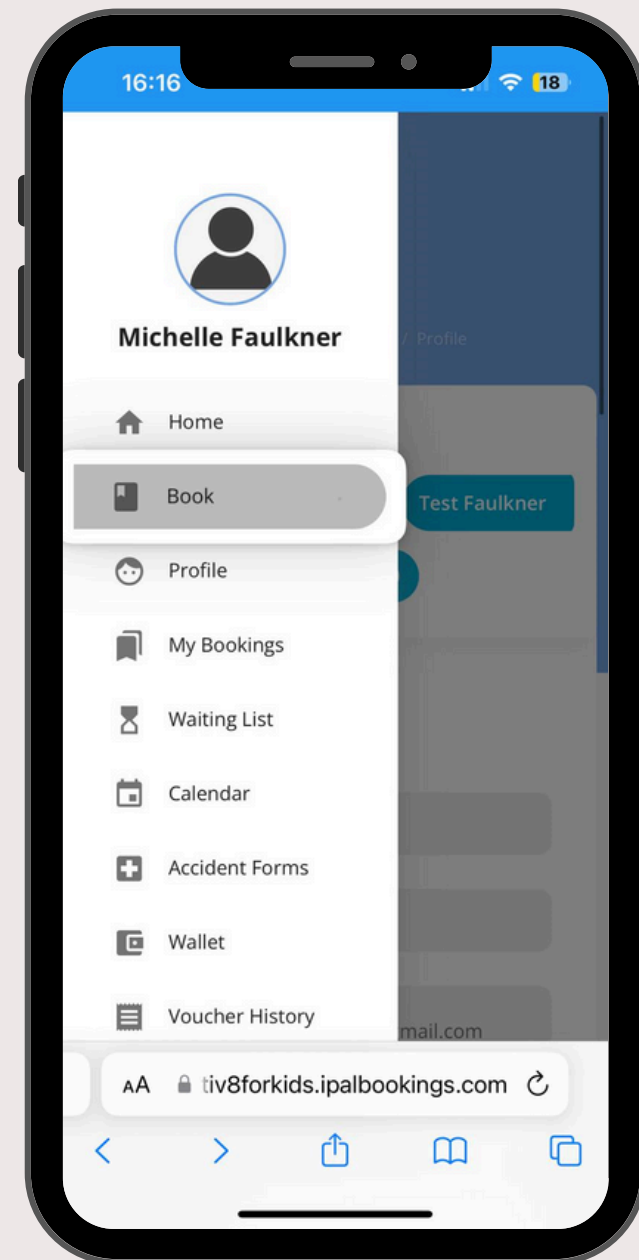 16:16
18
Michelle Faulkner
/ Profile
Home
Book
Test Faulkner
Profile
My Bookings
Waiting List
Calendar
Accident Forms
Wallet
Voucher History
mail.com
AA
tiv8forkids.ipalbookings.com